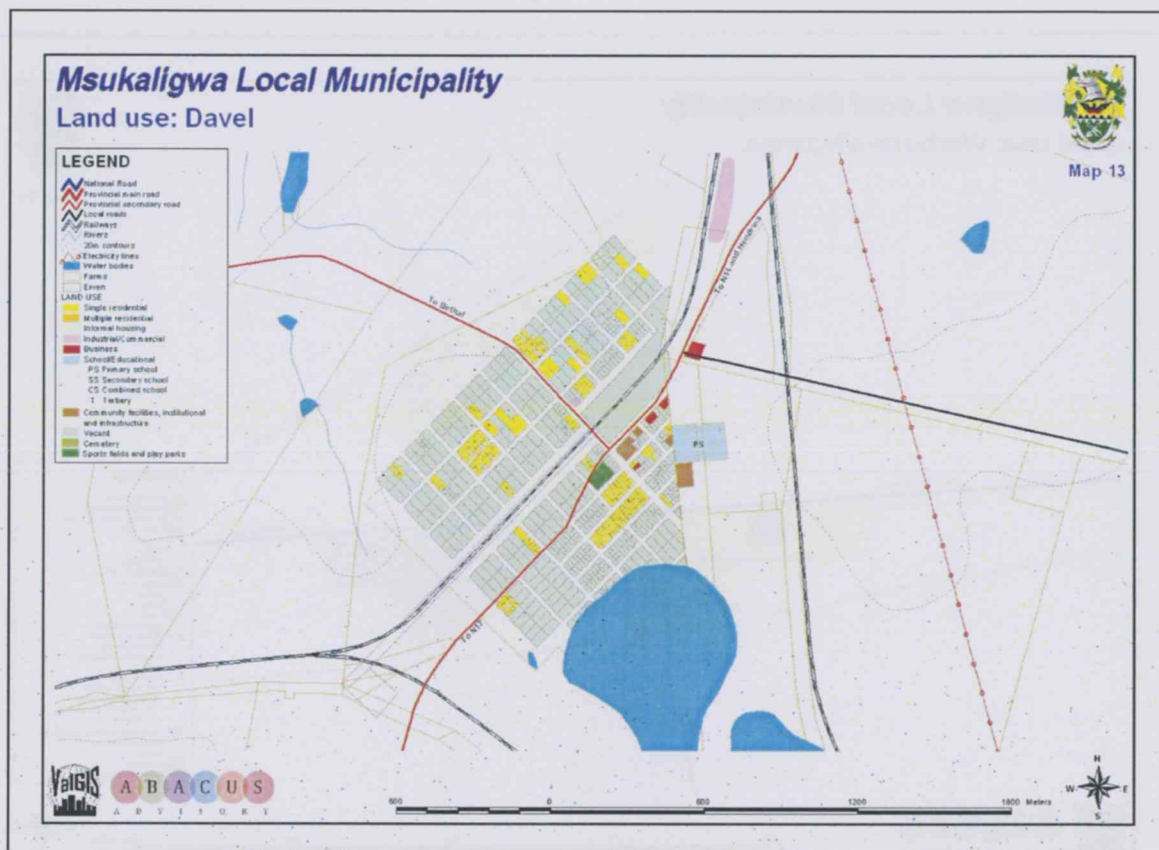 Msukaligwa Local Municipality
Land use: Davel
Map 13
LEGEND
National Road
Provincial main road
Provincial secondary road
Local roads
Railways
Rivers
20m contours
Electricity lines
Water bodies
Farms
Erven
LAND USE
Single residential
Multiple residential
Informal housing
Industrial/Commercial
Business
School/Educational
PS Primary school
SS Secondary school
CS Combined school
T Tertiary
Community facilities, institutional
and infrastructure
Vacant
Cemetery
Sports fields and play parks
To Bethal
To N11 and Hendrina
PS
To N17
N
W E
S
ValGIS
ABACUS
ADVISORY
600 0 600 1200 1800 Meters